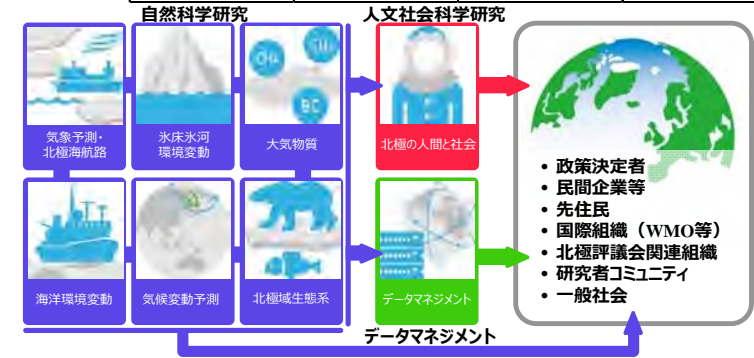 自然科学研究
人文社会科学研究
気象予測・
北極海航路
氷床氷河
環境変動
大気物質
CH₄
BC
北極の人間と社会
海洋環境変動
気候変動予測
北極域生態系
データマネジメント
• 政策決定者
• 民間企業等
• 先住民
• 国際組織（WMO等）
• 北極評議会関連組織
• 研究者コミュニティ
• 一般社会
データマネジメント